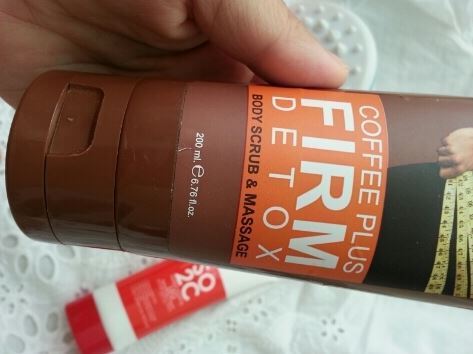 COFFEE PLUS
FIRM
DETOX
BODY SCRUB & MASSAGE
200 ml. ℮ 6.76 fl.oz.